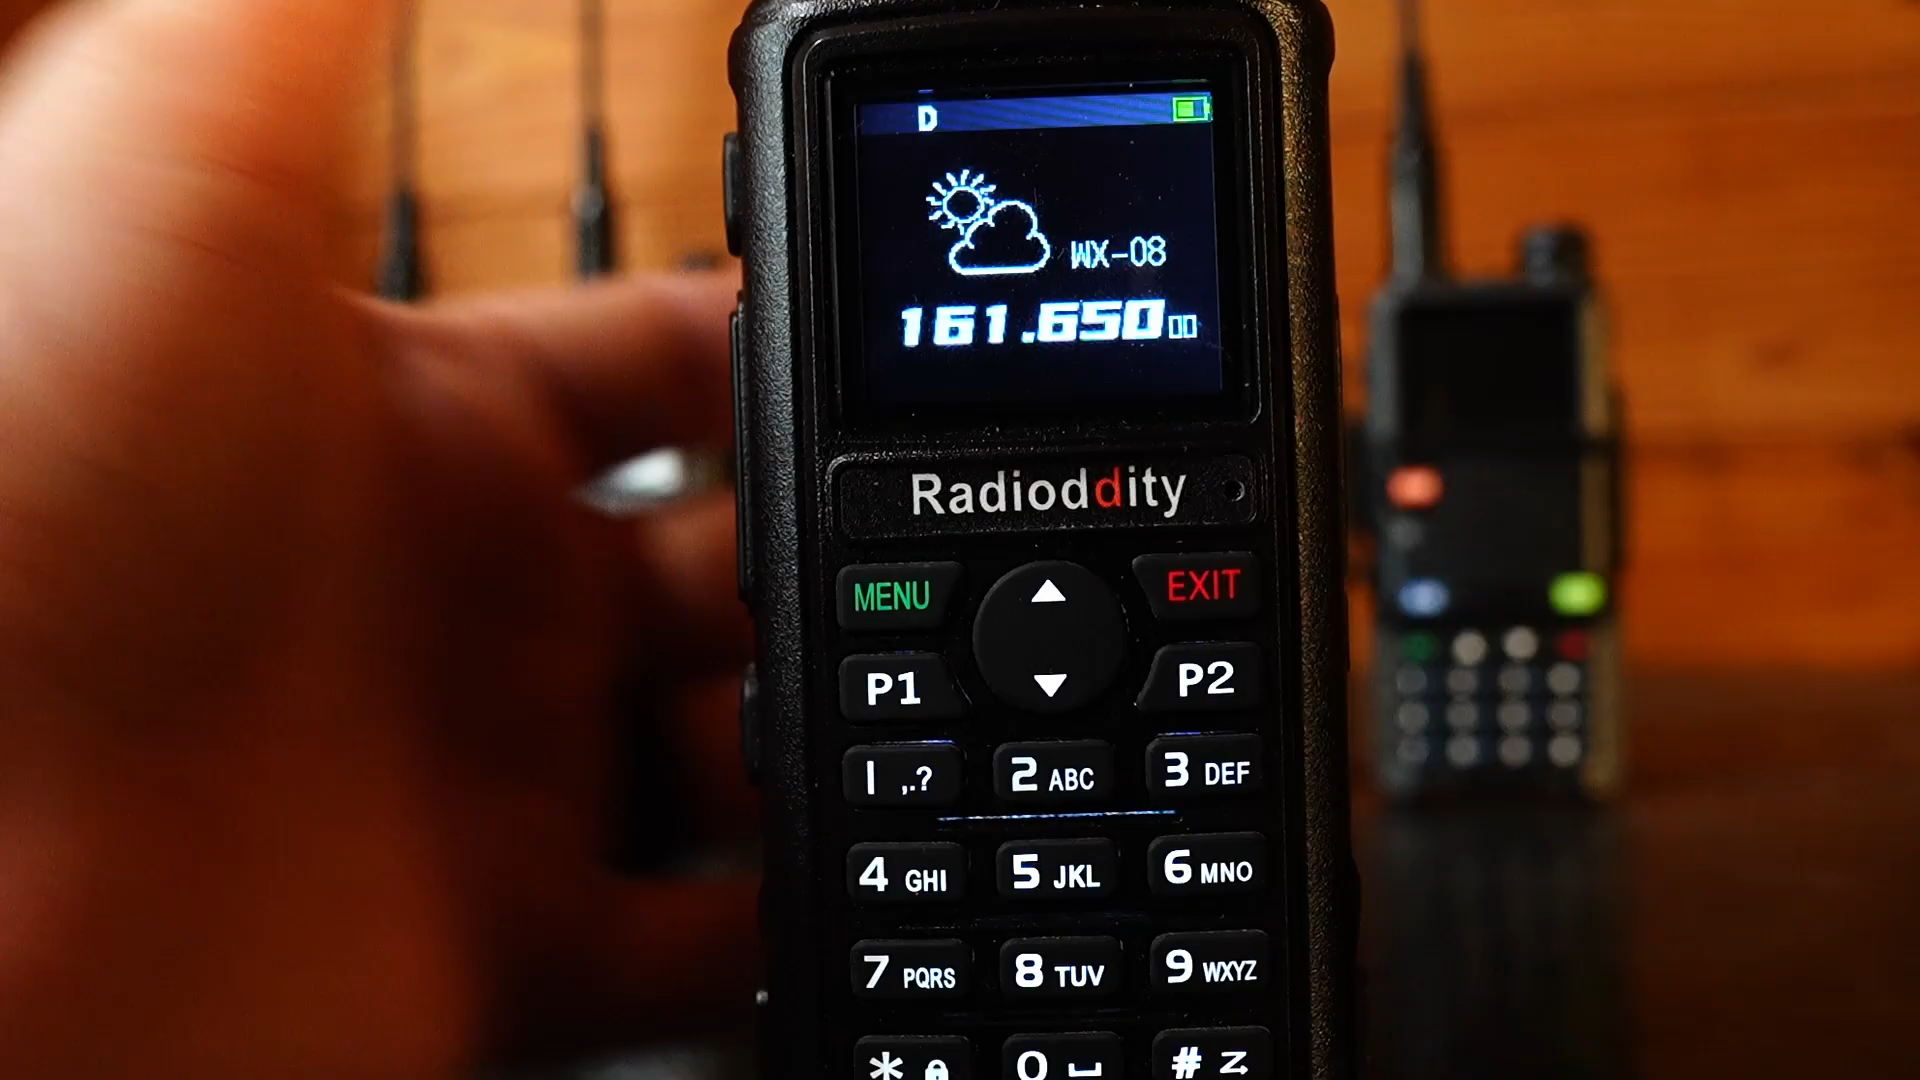 D
WX-08
161.65000
Radioddity
MENU
EXIT
P1
P2
1 ,.?
2 ABC
3 DEF
4 GHI
5 JKL
6 MNO
7 PQRS
8 TUV
9 WXYZ
*
0
#